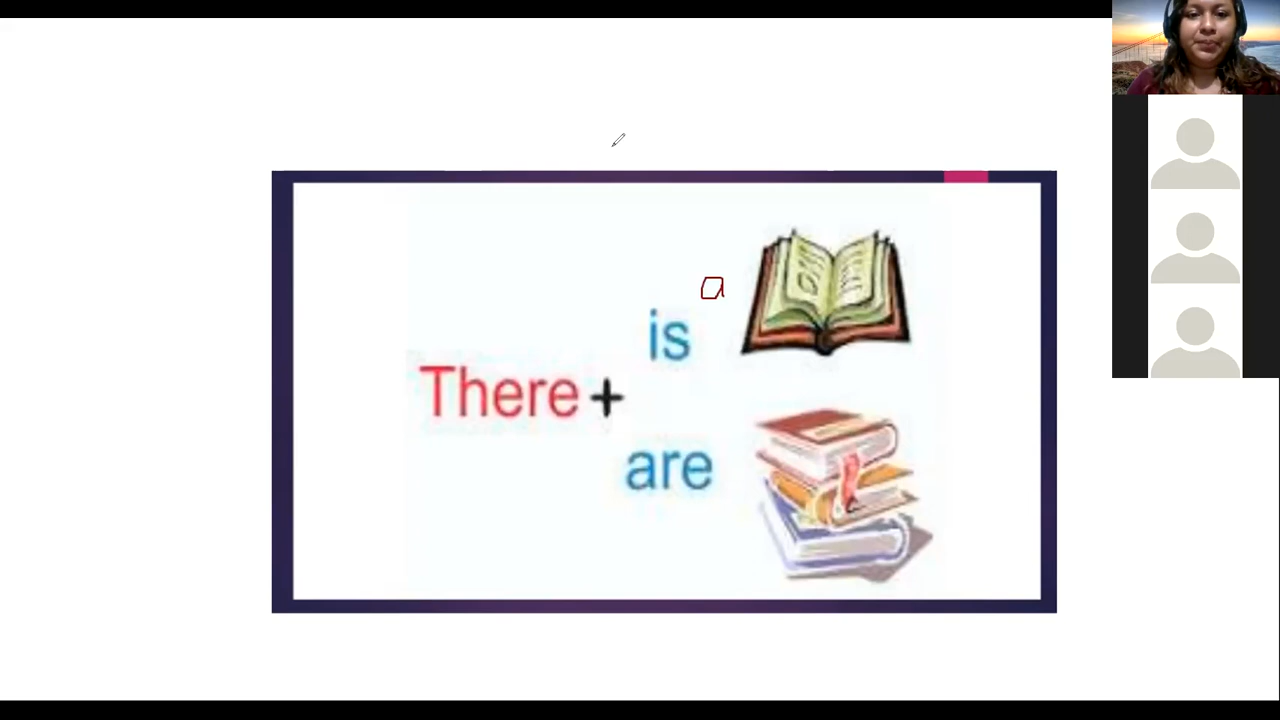 a
is
There +
are